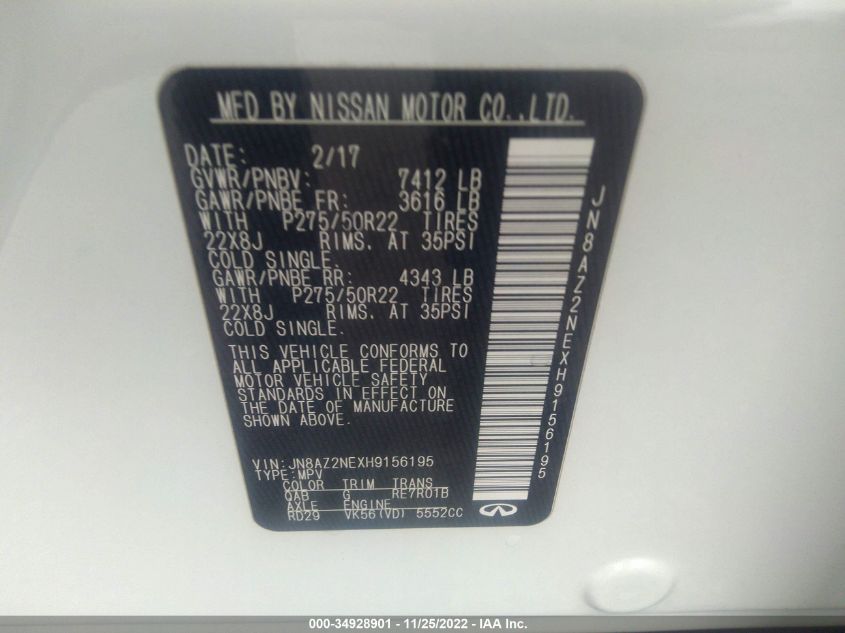 MFD BY NISSAN MOTOR CO.,LTD.
DATE: 2/17
GVWR/PNBV: 7412 LB
GAWR/PNBE FR: 3616 LB
WITH P275/50R22 TIRES
22X8J RIMS. AT 35PSI
COLD SINGLE.
GAWR/PNBE RR: 4343 LB
WITH P275/50R22 TIRES
22X8J RIMS. AT 35PSI
COLD SINGLE.
THIS VEHICLE CONFORMS TO
ALL APPLICABLE FEDERAL
MOTOR VEHICLE SAFETY
STANDARDS IN EFFECT ON
THE DATE OF MANUFACTURE
SHOWN ABOVE.
VIN:JN8AZ2NEXH9156195
TYPE:MPV
COLOR TRIM TRANS
QAB G RE7R01B
AXLE ENGINE
RD29 VK56(VD) 5552CC
JN8AZ2NEXH9156195
000-34928901 - 11/25/2022 - IAA Inc.